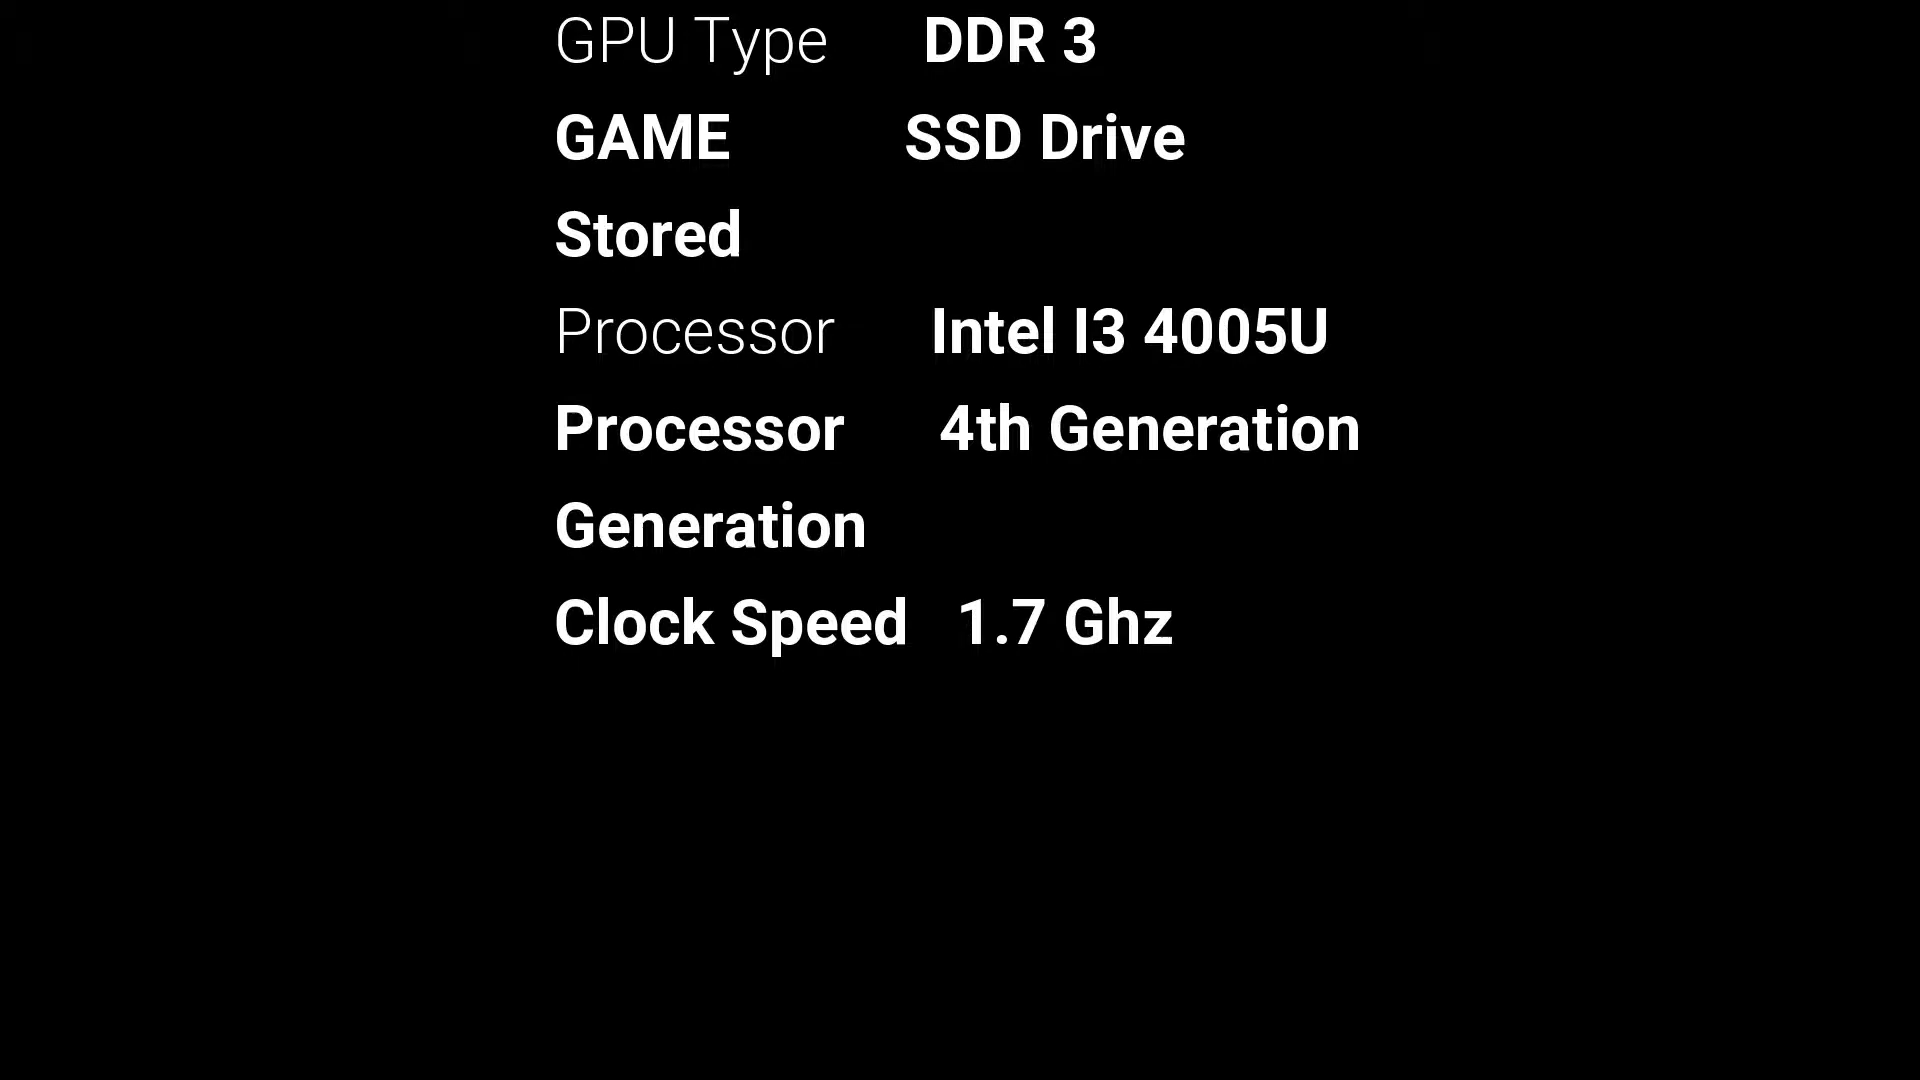 GPU Type DDR 3
GAME SSD Drive
Stored
Processor Intel I3 4005U
Processor 4th Generation
Generation
Clock Speed 1.7 Ghz